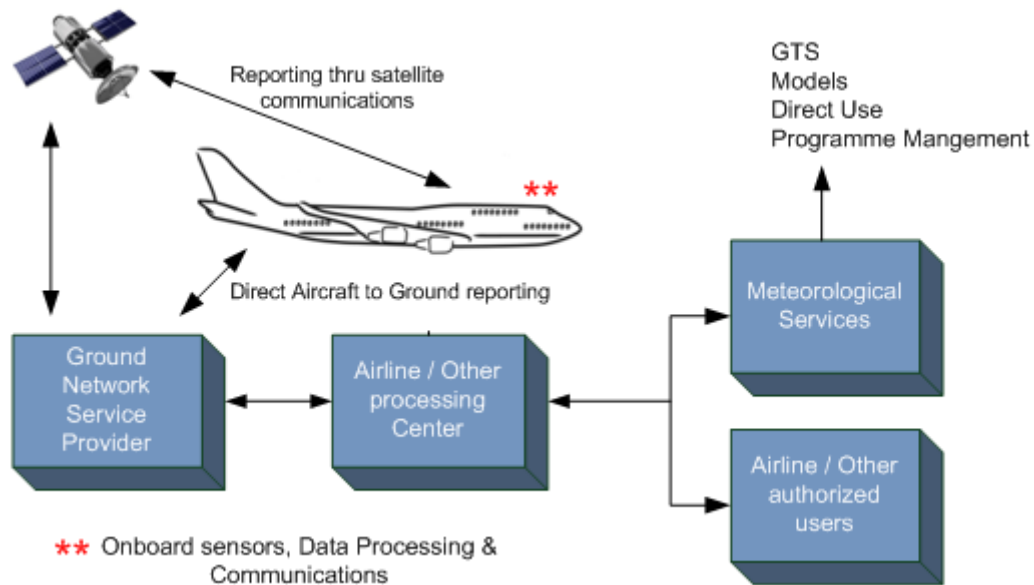 Reporting thru satellite
communications
GTS
Models
Direct Use
Programme Mangement
**
Direct Aircraft to Ground reporting
Meteorological
Services
Ground
Network
Service
Provider
Airline / Other
processing
Center
Airline / Other
authorized
users
** Onboard sensors, Data Processing &
Communications